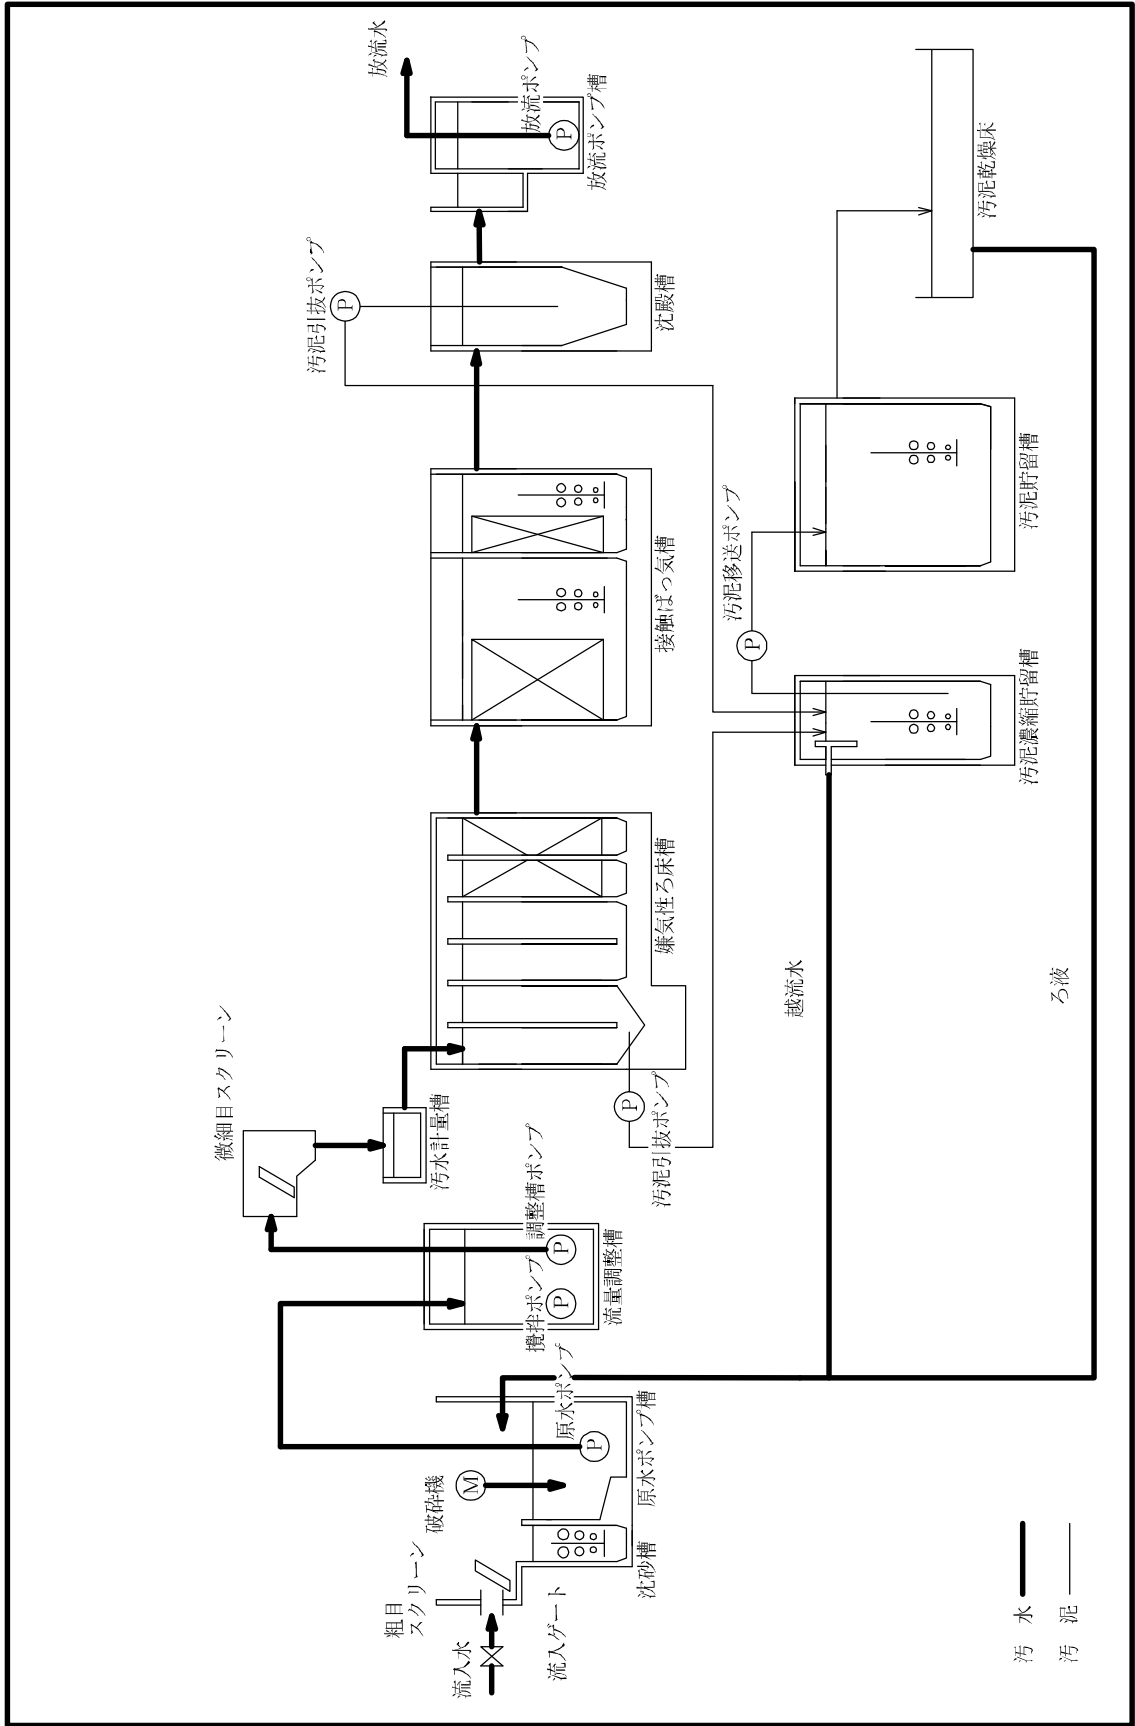 流入水
流入ゲート
粗目
スクリーン
沈砂槽
破砕機
M
原水ポンプ
P
原水ポンプ槽
攪拌ポンプ
P
調整槽ポンプ
P
流量調整槽
微細目スクリーン
汚水計量槽
汚泥引抜ポンプ
P
嫌気性ろ床槽
接触ばっ気槽
汚泥引抜ポンプ
P
沈殿槽
放流水
放流ポンプ
P
放流ポンプ槽
越流水
汚泥濃縮貯留槽
汚泥移送ポンプ
P
汚泥貯留槽
汚泥乾燥床
ろ液
汚 水
汚 泥